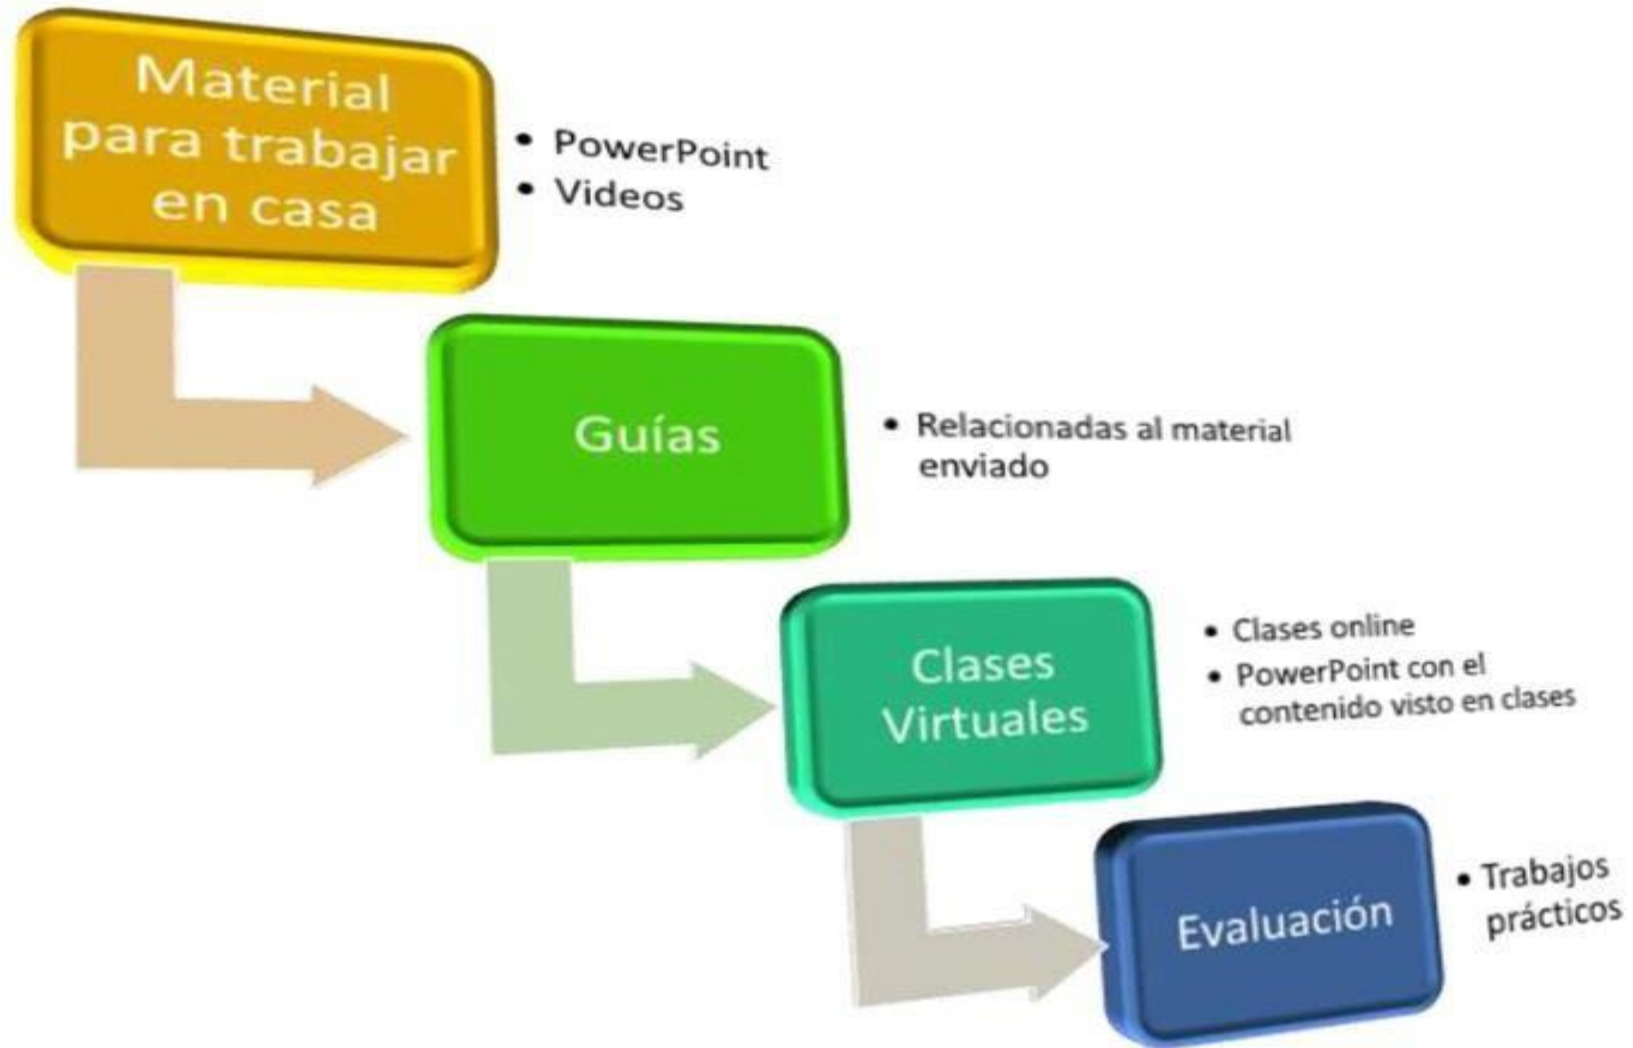 Material
para trabajar
en casa
• PowerPoint
• Videos
Guías
• Relacionadas al material
enviado
Clases
Virtuales
• Clases online
• PowerPoint con el
contenido visto en clases
Evaluación
• Trabajos
prácticos